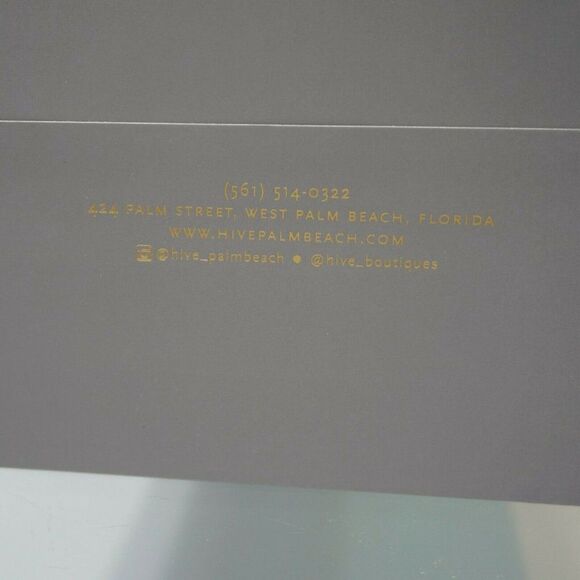 (561) 514-0322
424 PALM STREET, WEST PALM BEACH, FLORIDA
WWW.HIVEPALMBEACH.COM
@hive_palmbeach • @hive_boutiques